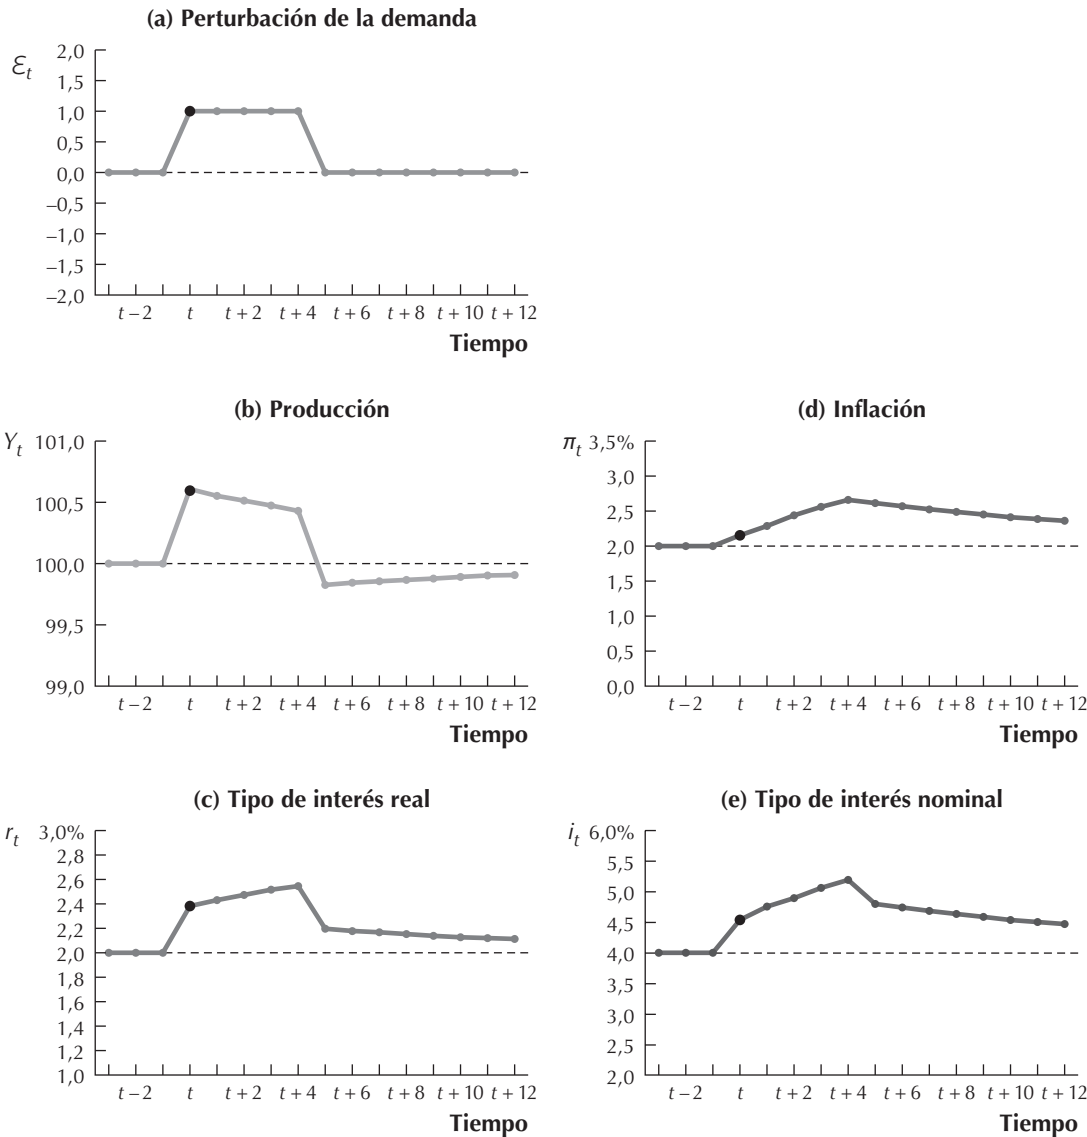 (a) Perturbación de la demanda
ℰt
2,0
1,5
1,0
0,5
0,0
–0,5
–1,0
–1,5
–2,0
t – 2 t t + 2 t + 4 t + 6 t + 8 t + 10 t + 12
Tiempo
(b) Producción
Yt 101,0
100,5
100,0
99,5
99,0
t – 2 t t + 2 t + 4 t + 6 t + 8 t + 10 t + 12
Tiempo
(d) Inflación
πt 3,5%
3,0
2,5
2,0
1,5
1,0
0,5
0,0
t – 2 t t + 2 t + 4 t + 6 t + 8 t + 10 t + 12
Tiempo
(c) Tipo de interés real
rt 3,0%
2,8
2,6
2,4
2,2
2,0
1,8
1,6
1,4
1,2
1,0
t – 2 t t + 2 t + 4 t + 6 t + 8 t + 10 t + 12
Tiempo
(e) Tipo de interés nominal
it 6,0%
5,5
5,0
4,5
4,0
3,5
3,0
2,5
2,0
t – 2 t t + 2 t + 4 t + 6 t + 8 t + 10 t + 12
Tiempo